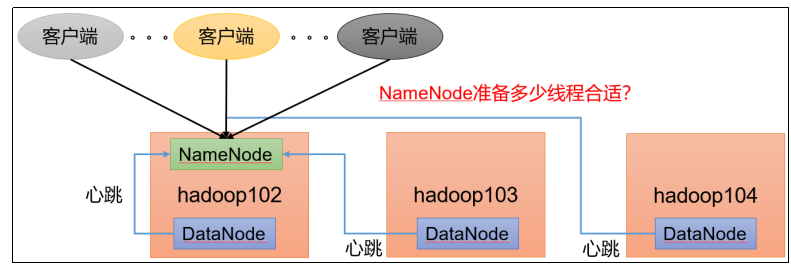 客户端 。。。 客户端 。。。 客户端
NameNode准备多少线程合适?
NameNode
心跳
hadoop102
hadoop103
hadoop104
DataNode
DataNode
DataNode
心跳
心跳